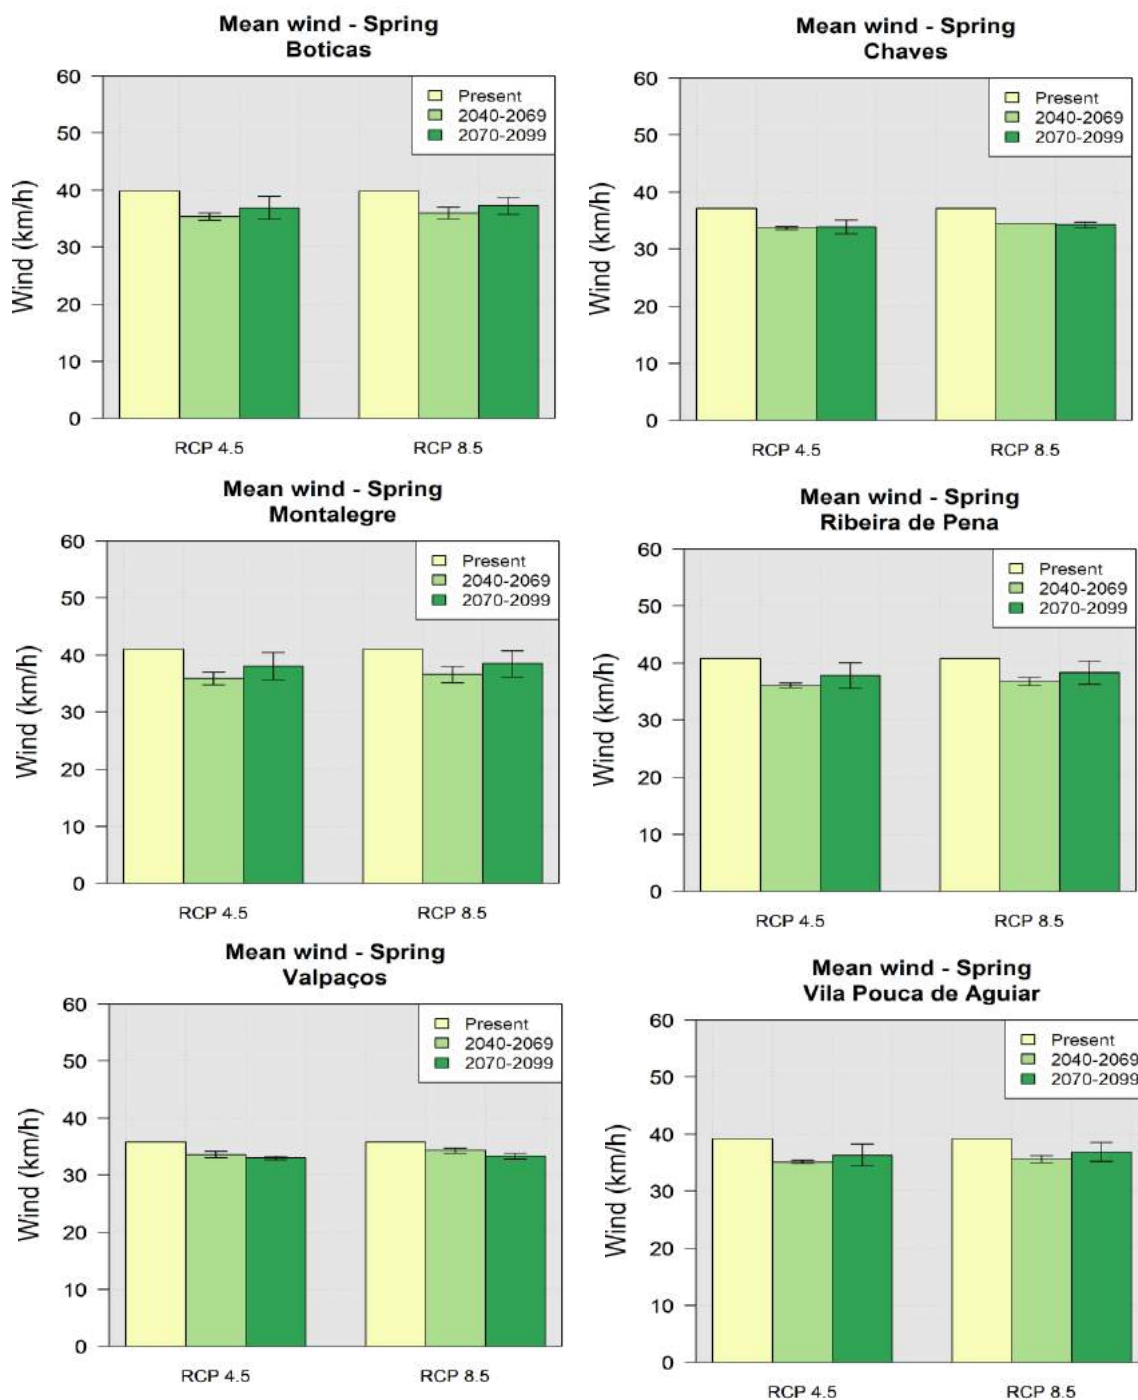 Mean wind - Spring
Boticas
Wind (km/h)
60
50
40
30
20
10
0
Present
2040-2069
2070-2099
RCP 4.5
RCP 8.5
Mean wind - Spring
Chaves
Wind (km/h)
60
50
40
30
20
10
0
Present
2040-2069
2070-2099
RCP 4.5
RCP 8.5
Mean wind - Spring
Montalegre
Wind (km/h)
60
50
40
30
20
10
0
Present
2040-2069
2070-2099
RCP 4.5
RCP 8.5
Mean wind - Spring
Ribeira de Pena
Wind (km/h)
60
50
40
30
20
10
0
Present
2040-2069
2070-2099
RCP 4.5
RCP 8.5
Mean wind - Spring
Valpaços
Wind (km/h)
60
50
40
30
20
10
0
Present
2040-2069
2070-2099
RCP 4.5
RCP 8.5
Mean wind - Spring
Vila Pouca de Aguiar
Wind (km/h)
60
50
40
30
20
10
0
Present
2040-2069
2070-2099
RCP 4.5
RCP 8.5